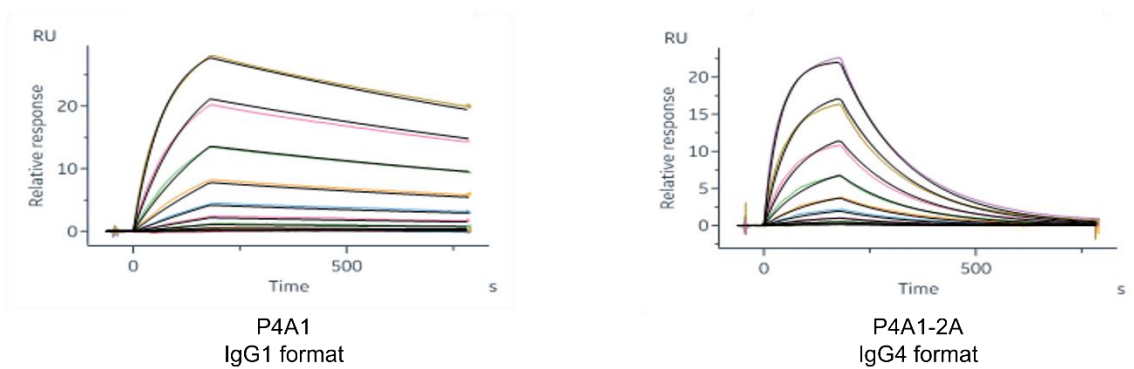 RU
Relative response
20
10
0
0
500
Time
s
P4A1
IgG1 format
RU
Relative response
20
15
10
5
0
0
500
Time
s
P4A1-2A
IgG4 format